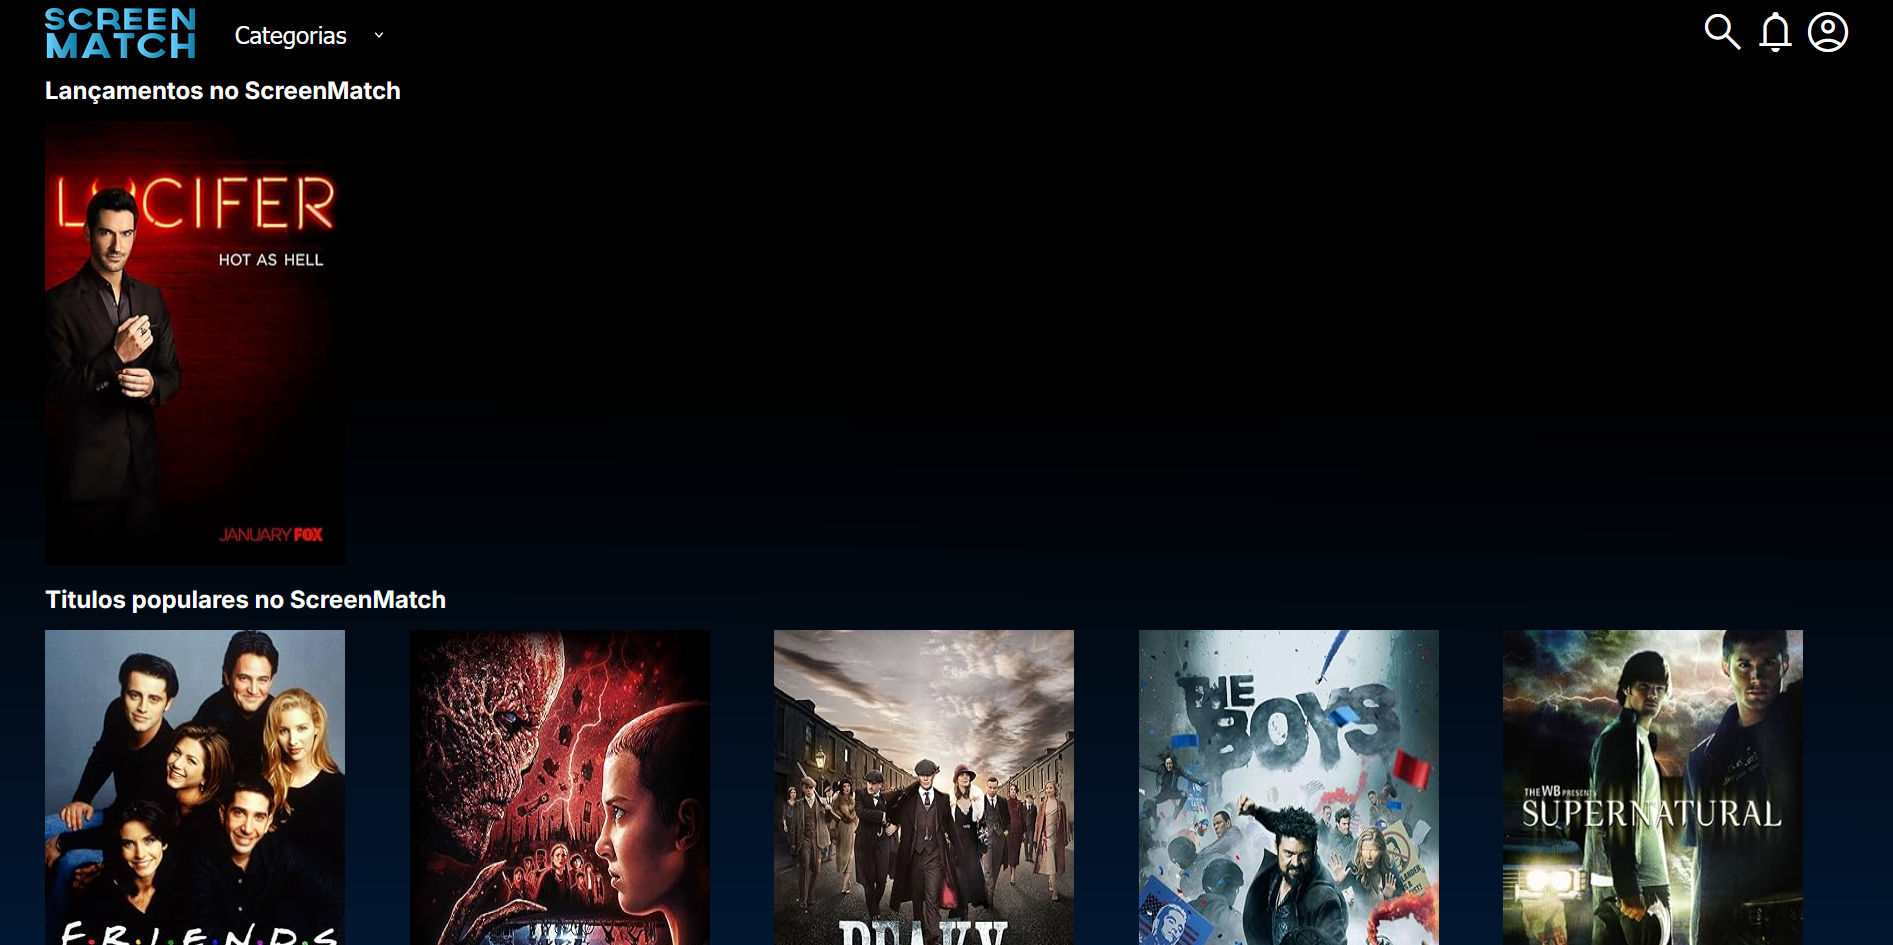 SCREEN
MATCH
Categorias
Lançamentos no ScreenMatch
LUCIFER
HOT AS HELL
JANUARY FOX
Titulos populares no ScreenMatch
THE
BOYS
THE WB PRESENTS
SUPERNATURAL
PEAKY
F·R·I·E·N·D·S